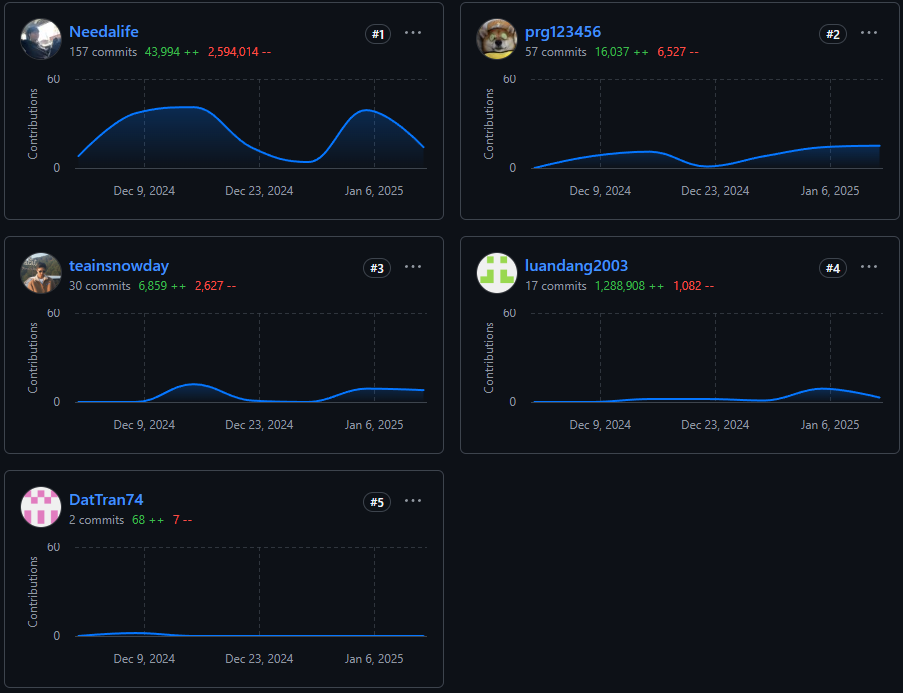 Needalife
#1
...
157 commits 43,994 ++ 2,594,014 --
60
Contributions
0
Dec 9, 2024 Dec 23, 2024 Jan 6, 2025
prg123456
#2
...
57 commits 16,037 ++ 6,527 --
60
Contributions
0
Dec 9, 2024 Dec 23, 2024 Jan 6, 2025
teainsnowday
#3
...
30 commits 6,859 ++ 2,627 --
60
Contributions
0
Dec 9, 2024 Dec 23, 2024 Jan 6, 2025
luandang2003
#4
...
17 commits 1,288,908 ++ 1,082 --
60
Contributions
0
Dec 9, 2024 Dec 23, 2024 Jan 6, 2025
DatTran74
#5
...
2 commits 68 ++ 7 --
60
Contributions
0
Dec 9, 2024 Dec 23, 2024 Jan 6, 2025